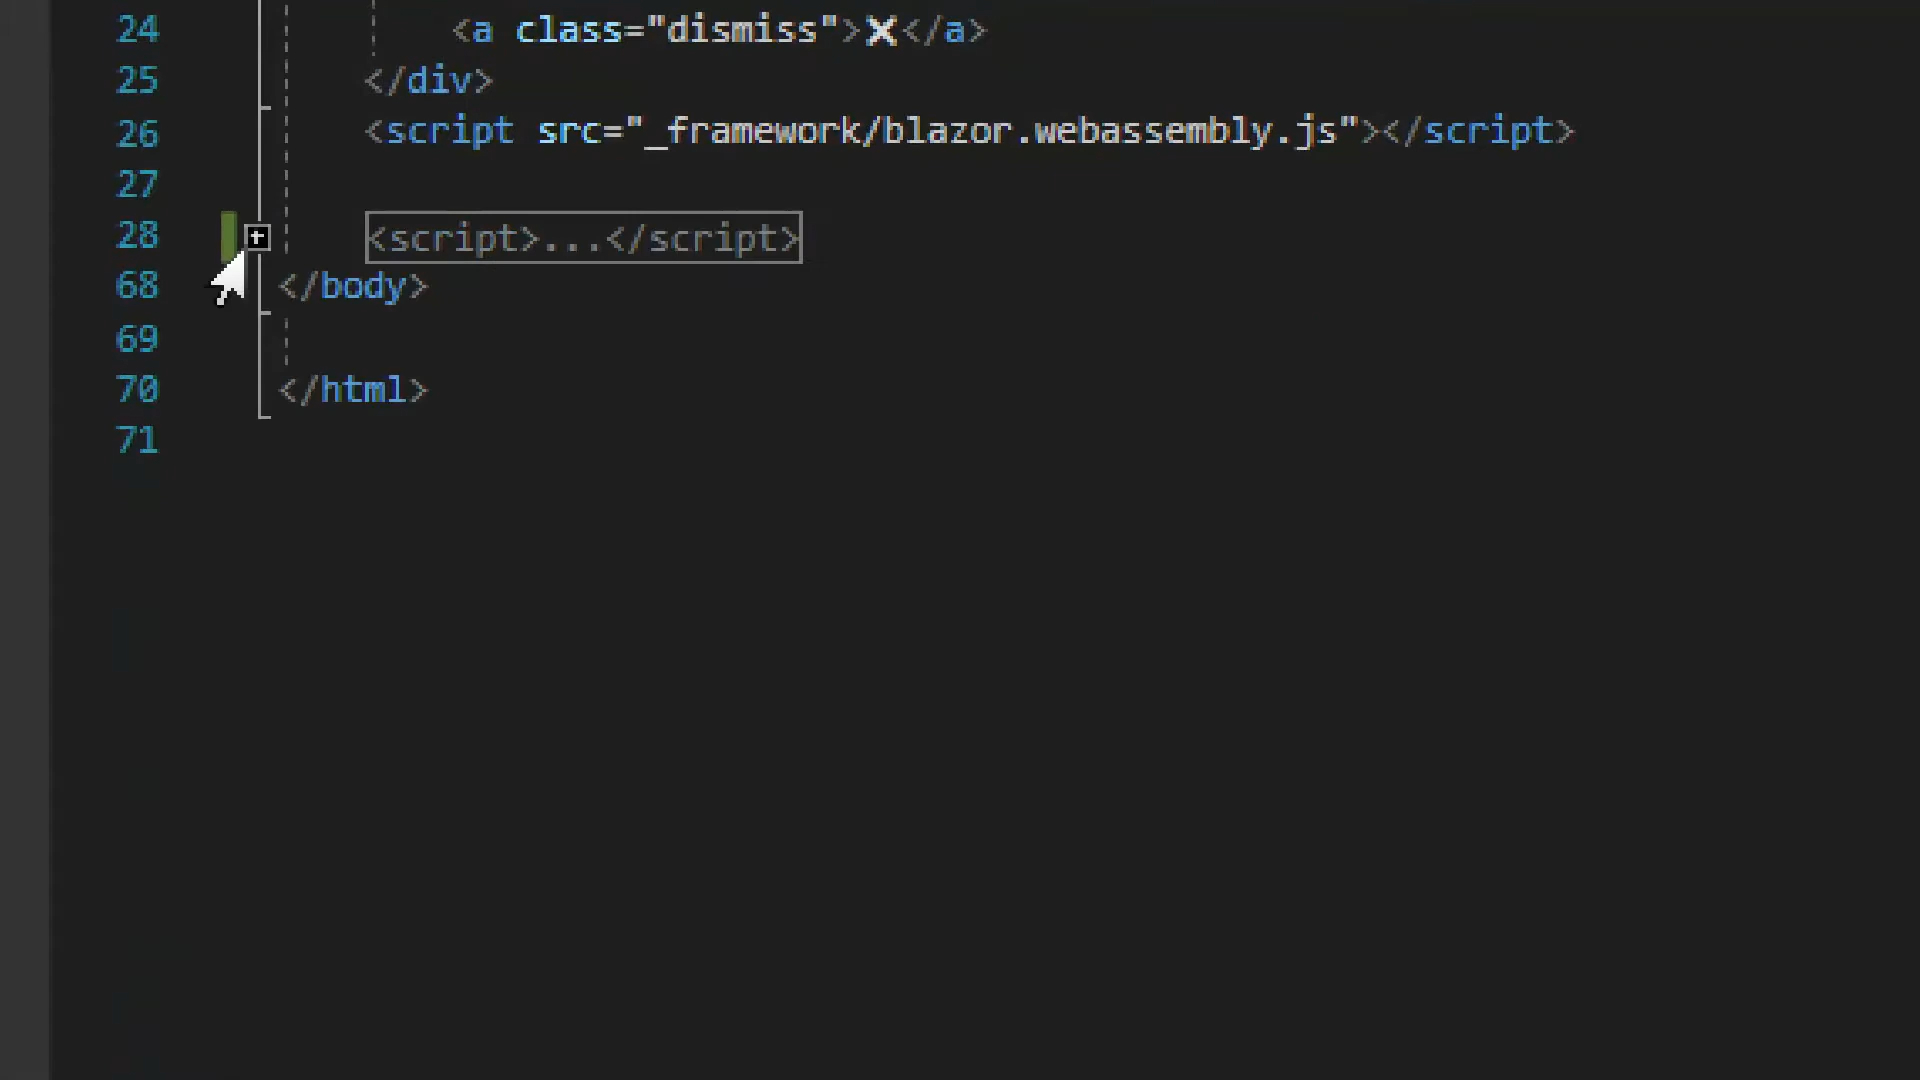 24 <a class="dismiss">🗙</a>
25 </div>
26 <script src="_framework/blazor.webassembly.js"></script>
27
28 <script>...</script>
68 </body>
69
70 </html>
71